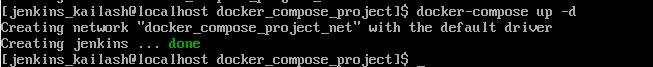 [jenkins_kailash@localhost docker_compose_project]$ docker-compose up -d
Creating network "docker_compose_project_net" with the default driver
Creating jenkins ... done
[jenkins_kailash@localhost docker_compose_project]$ _